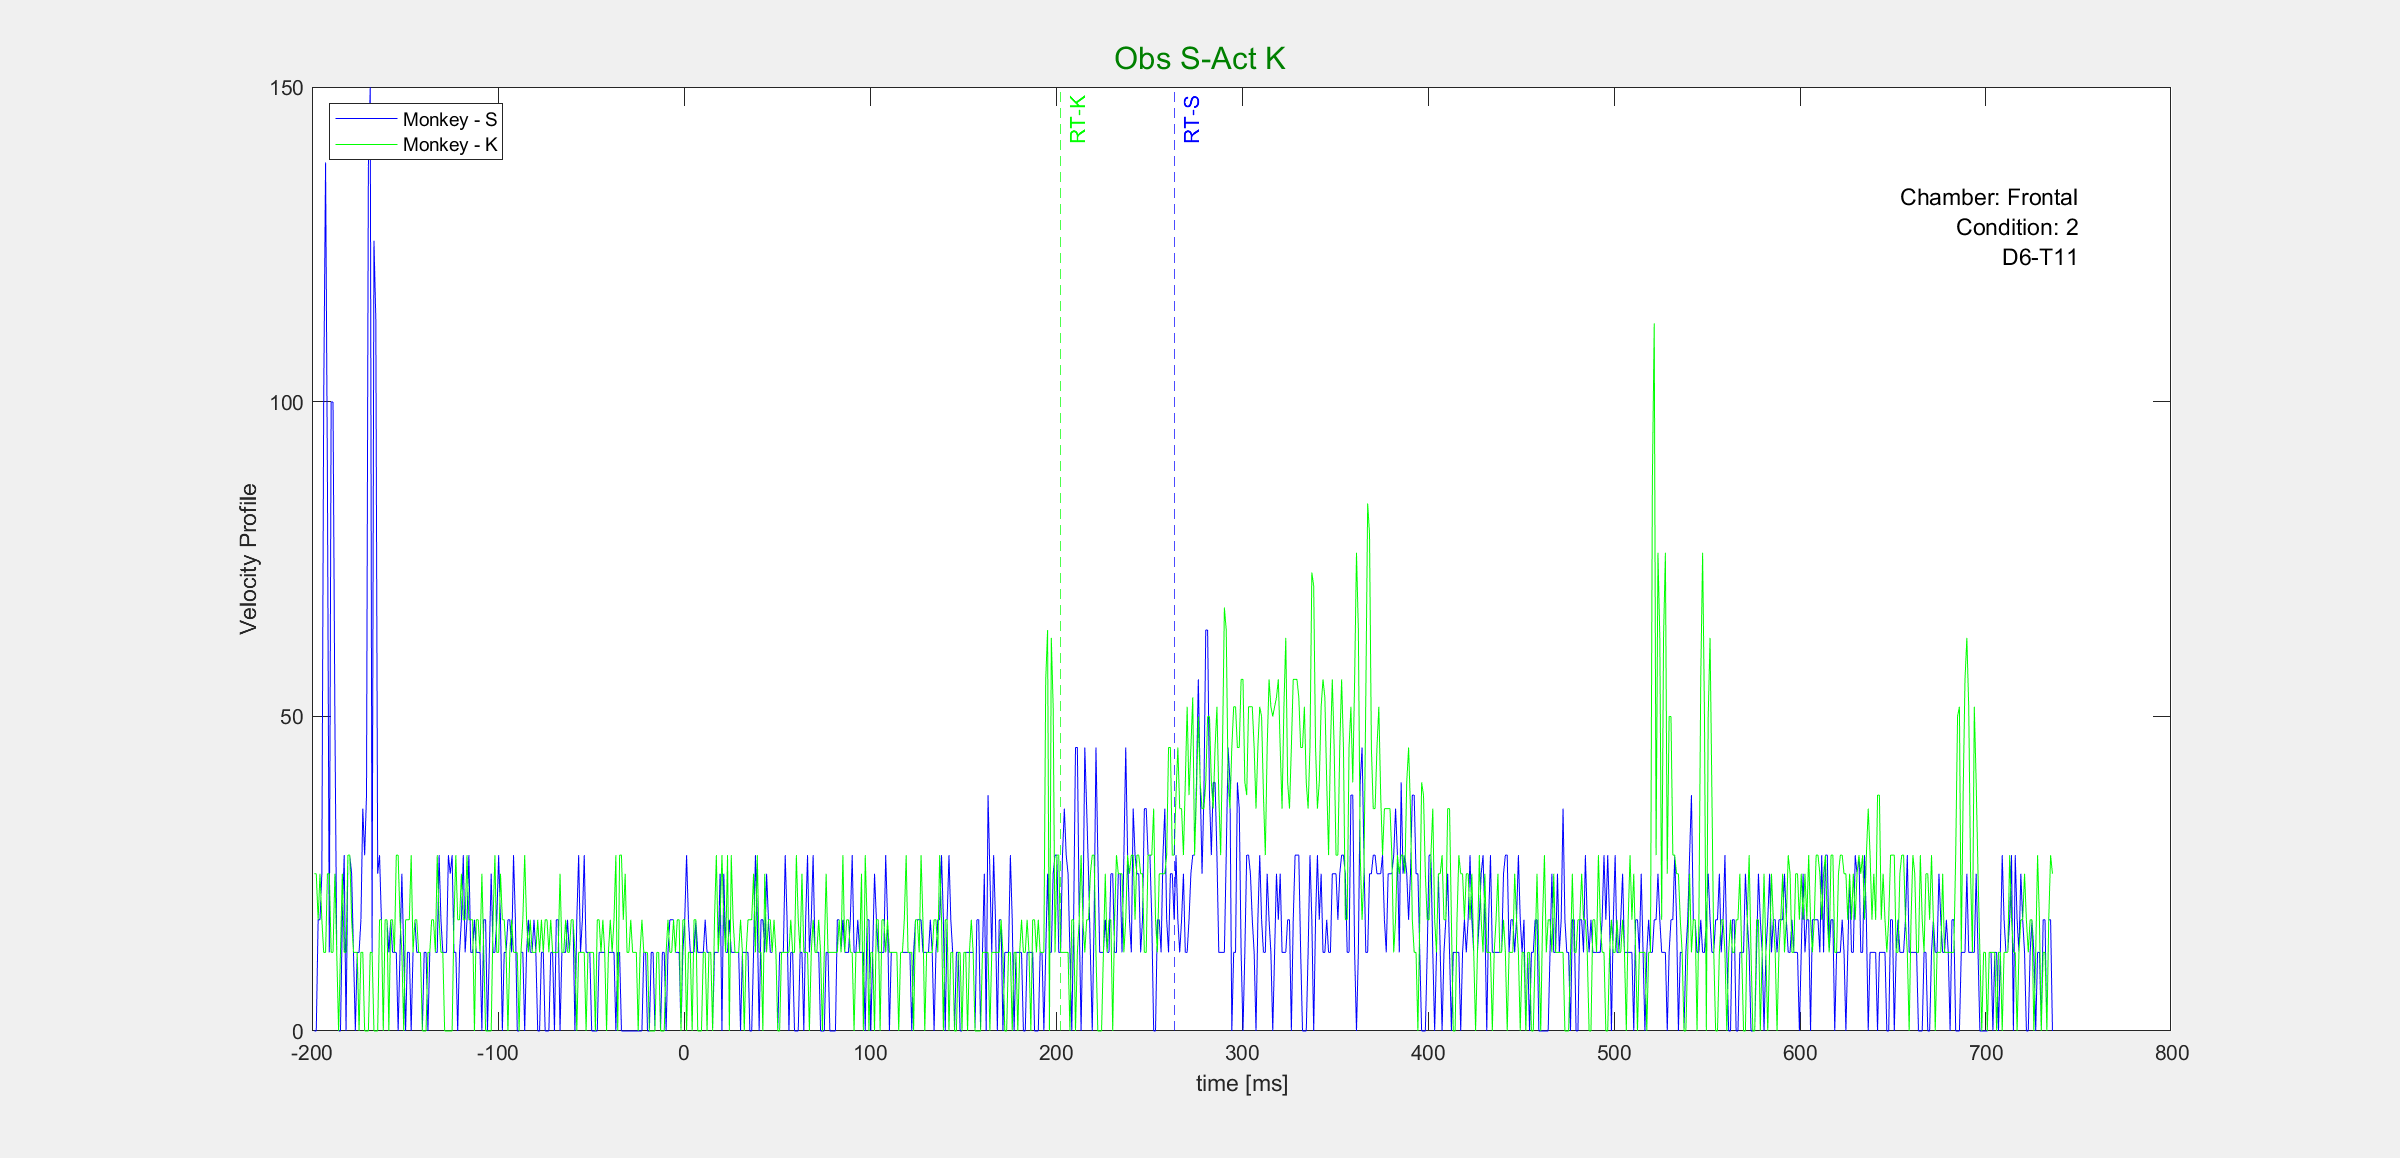 Obs S-Act K
150
100
50
0
Velocity Profile
Monkey - S
Monkey - K
RT-K
RT-S
Chamber: Frontal
Condition: 2
D6-T11
-200 -100 0 100 200 300 400 500 600 700 800
time [ms]